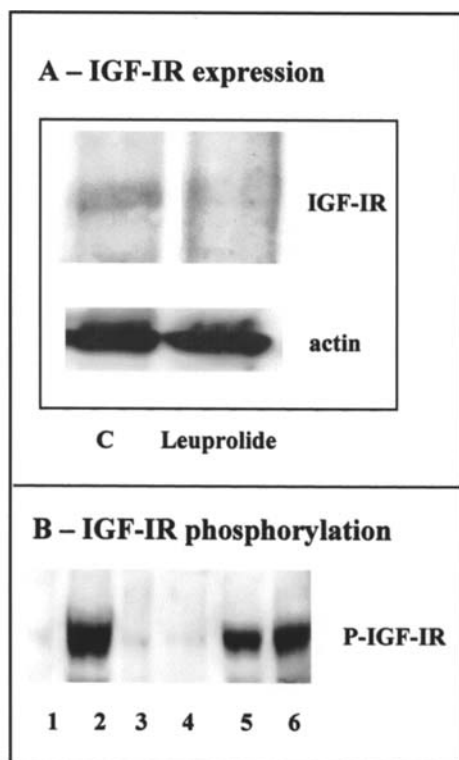 A – IGF-IR expression
IGF-IR
actin
C Leuprolide
B – IGF-IR phosphorylation
P-IGF-IR
1 2 3 4 5 6